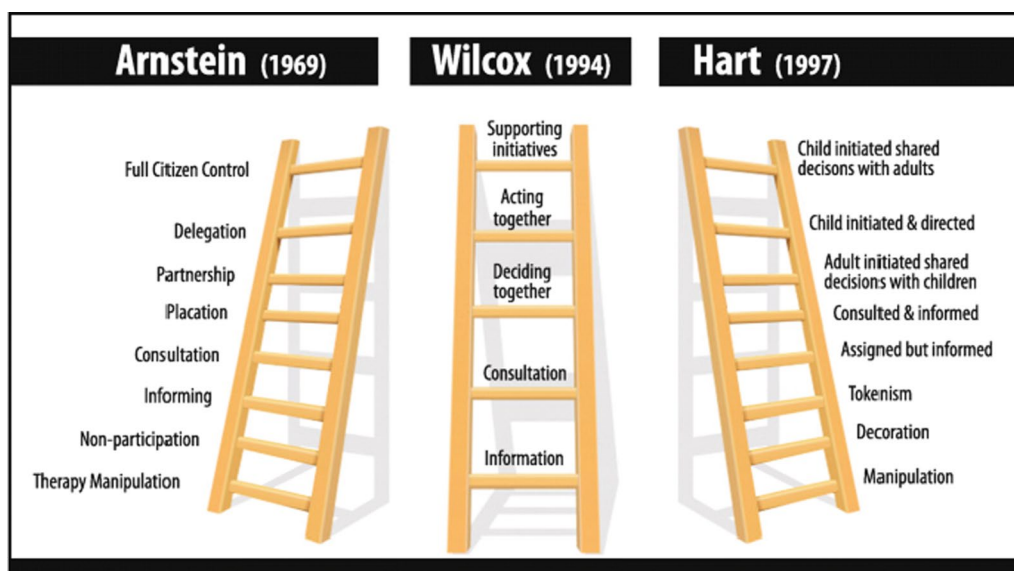 Arnstein (1969)
Full Citizen Control
Delegation
Partnership
Placation
Consultation
Informing
Non-participation
Therapy Manipulation
Wilcox (1994)
Supporting
initiatives
Acting
together
Deciding
together
Consultation
Information
Hart (1997)
Child initiated shared
decisons with adults
Child initiated & directed
Adult initiated shared
decisions with children
Consulted & informed
Assigned but informed
Tokenism
Decoration
Manipulation